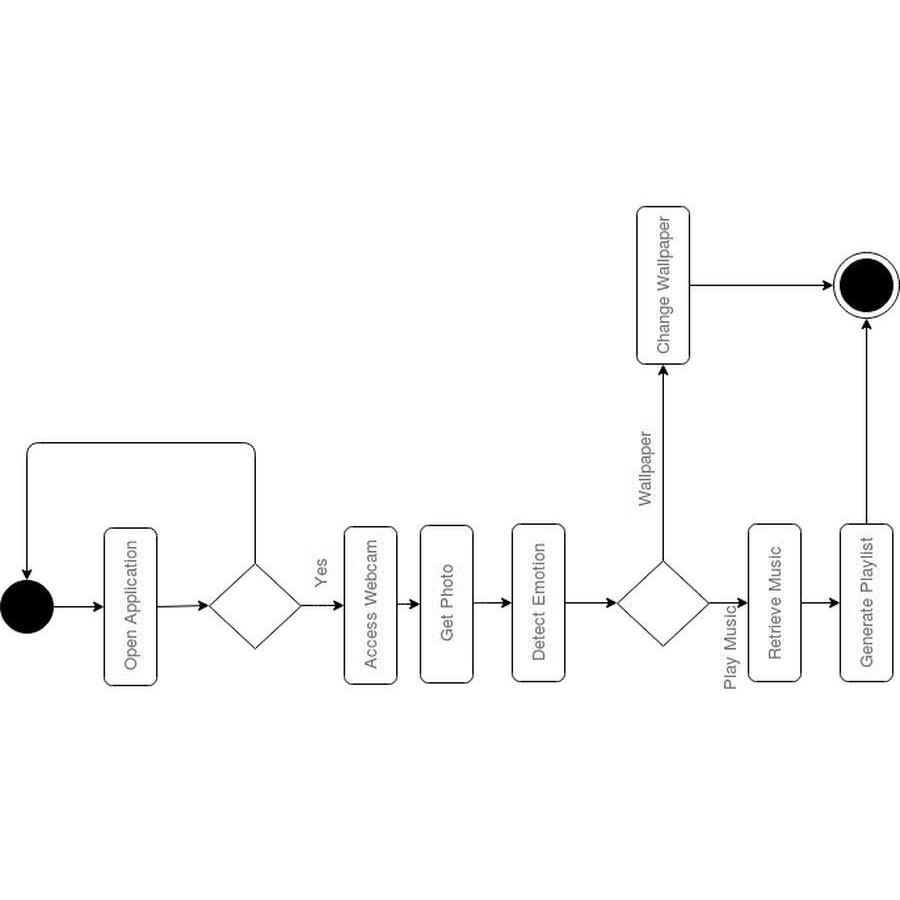 Open Application
Yes
Access Webcam
Get Photo
Detect Emotion
Wallpaper
Change Wallpaper
Play Music
Retrieve Music
Generate Playlist